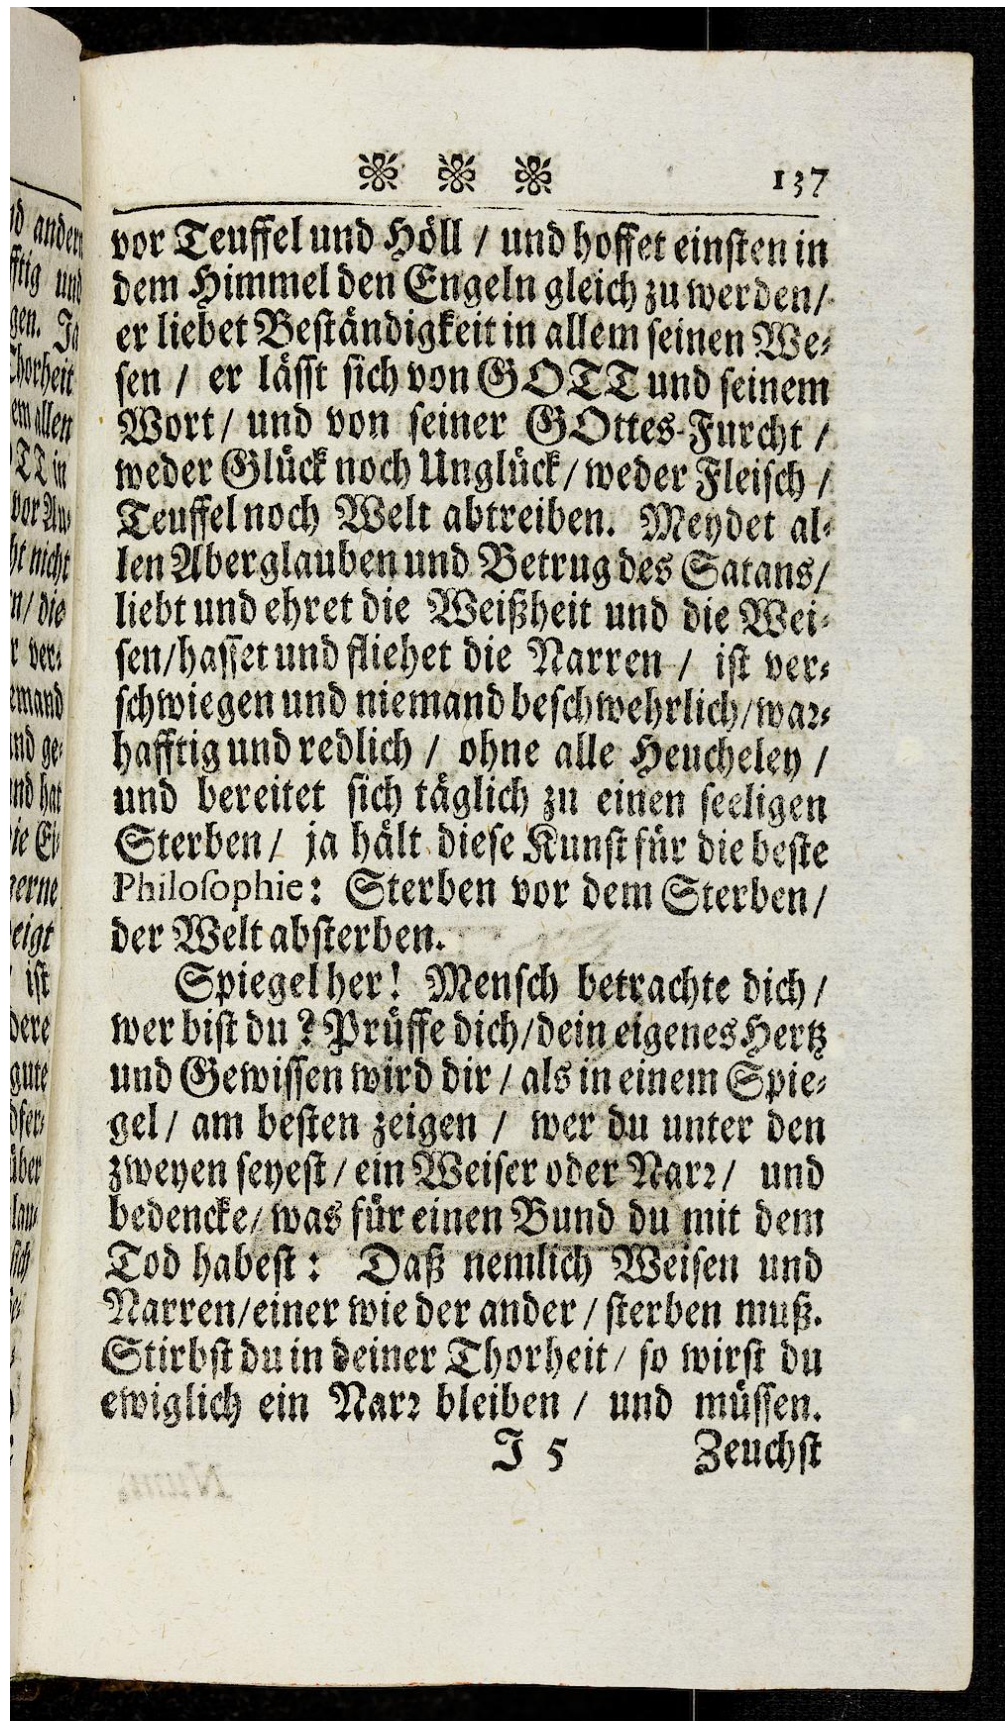 137
vor Teuffel und Höll / und hoffet einsten in
dem Himmel den Engeln gleich zu werden/
er liebet Beständigkeit in allem seinen We-
sen / er lässt sich von GOTT und seinem
Wort/ und von seiner GOttes-Furcht /
weder Glück noch Unglück/ weder Fleisch /
Teuffel noch Welt abtreiben. Meydet al-
len Aberglauben und Betrug des Satans/
liebt und ehret die Weißheit und die Wei-
sen/hasset und fliehet die Narren / ist ver-
schwiegen und niemand beschwehrlich/war-
hafftig und redlich / ohne alle Heucheley /
und bereitet sich täglich zu einen seeligen
Sterben/ ja hält diese Kunst für die beste
Philosophie: Sterben vor dem Sterben/
der Welt absterben.
Spiegel her! Mensch betrachte dich /
wer bist du? Prüffe dich/dein eigenes Hertz
und Gewissen wird dir / als in einem Spie-
gel/ am besten zeigen / wer du unter den
zweyen seyest/ ein Weiser oder Narr/ und
bedencke/was für einen Bund du mit dem
Tod habest: Daß nemlich Weisen und
Narren/einer wie der ander / sterben muß.
Stirbst du in deiner Thorheit/ so wirst du
ewiglich ein Narr bleiben / und müssen.
J 5 Zeuchst